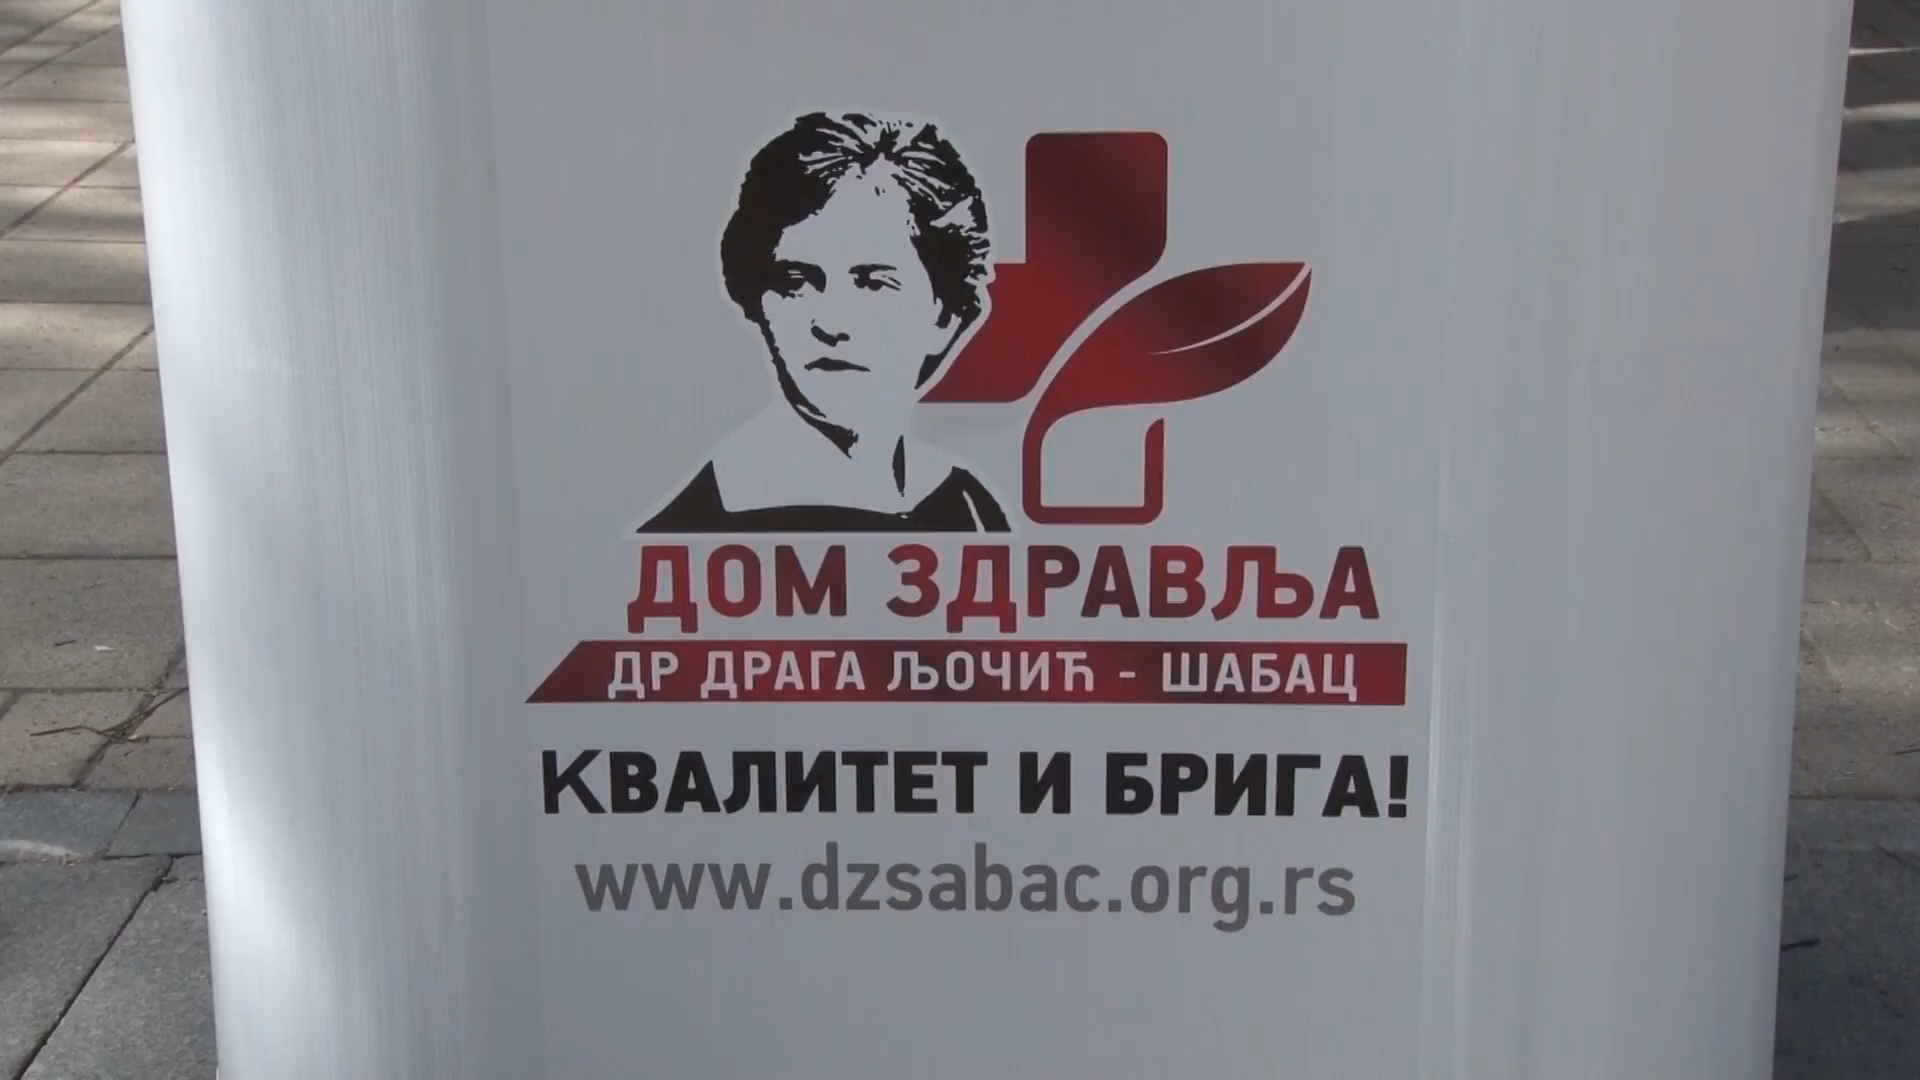 ДОМ ЗДРАВЉА
ДР ДРАГА ЉОЧИЋ - ШАБАЦ
КВАЛИТЕТ И БРИГА!
www.dzsabac.org.rs